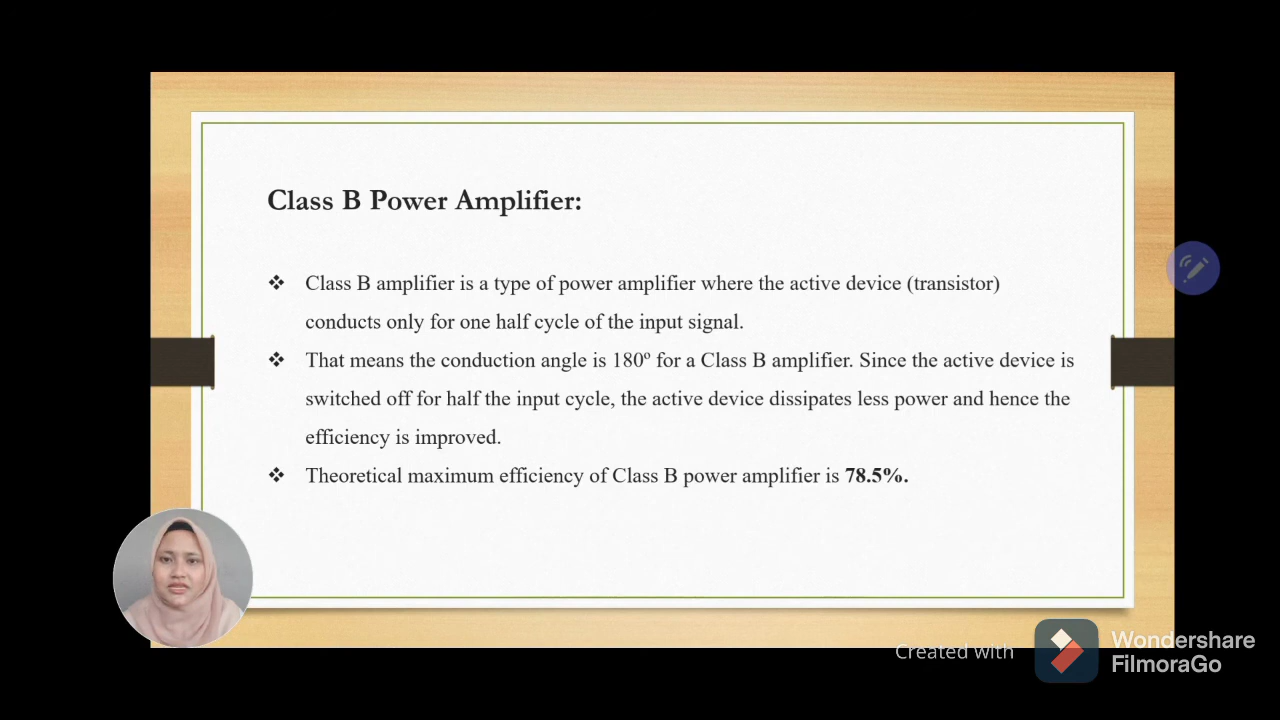 Class B Power Amplifier:
❖ Class B amplifier is a type of power amplifier where the active device (transistor)
conducts only for one half cycle of the input signal.
❖ That means the conduction angle is 180º for a Class B amplifier. Since the active device is
switched off for half the input cycle, the active device dissipates less power and hence the
efficiency is improved.
❖ Theoretical maximum efficiency of Class B power amplifier is 78.5%.
Created with
Wondershare
FilmoraGo